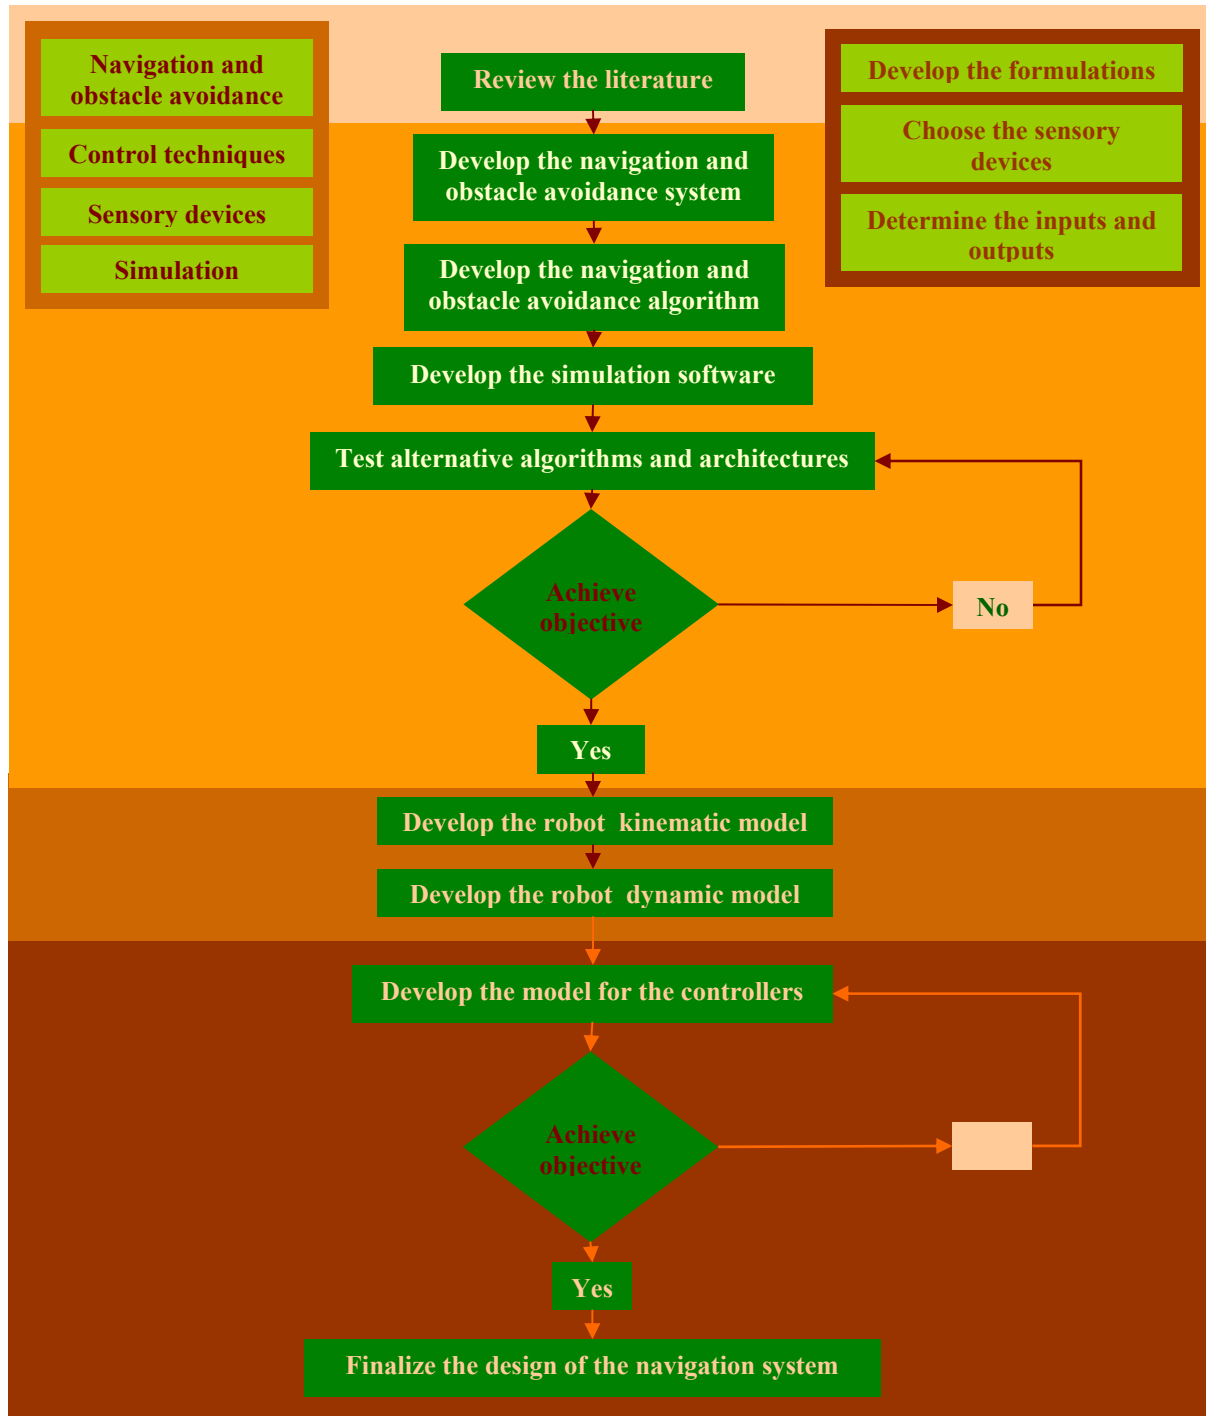 Navigation and
obstacle avoidance
Control techniques
Sensory devices
Simulation
Review the literature
Develop the formulations
Choose the sensory
devices
Determine the inputs and
outputs
Develop the navigation and
obstacle avoidance system
Develop the navigation and
obstacle avoidance algorithm
Develop the simulation software
Test alternative algorithms and architectures
Achieve
objective
No
Yes
Develop the robot  kinematic model
Develop the robot  dynamic model
Develop the model for the controllers
Achieve
objective
Yes
Finalize the design of the navigation system